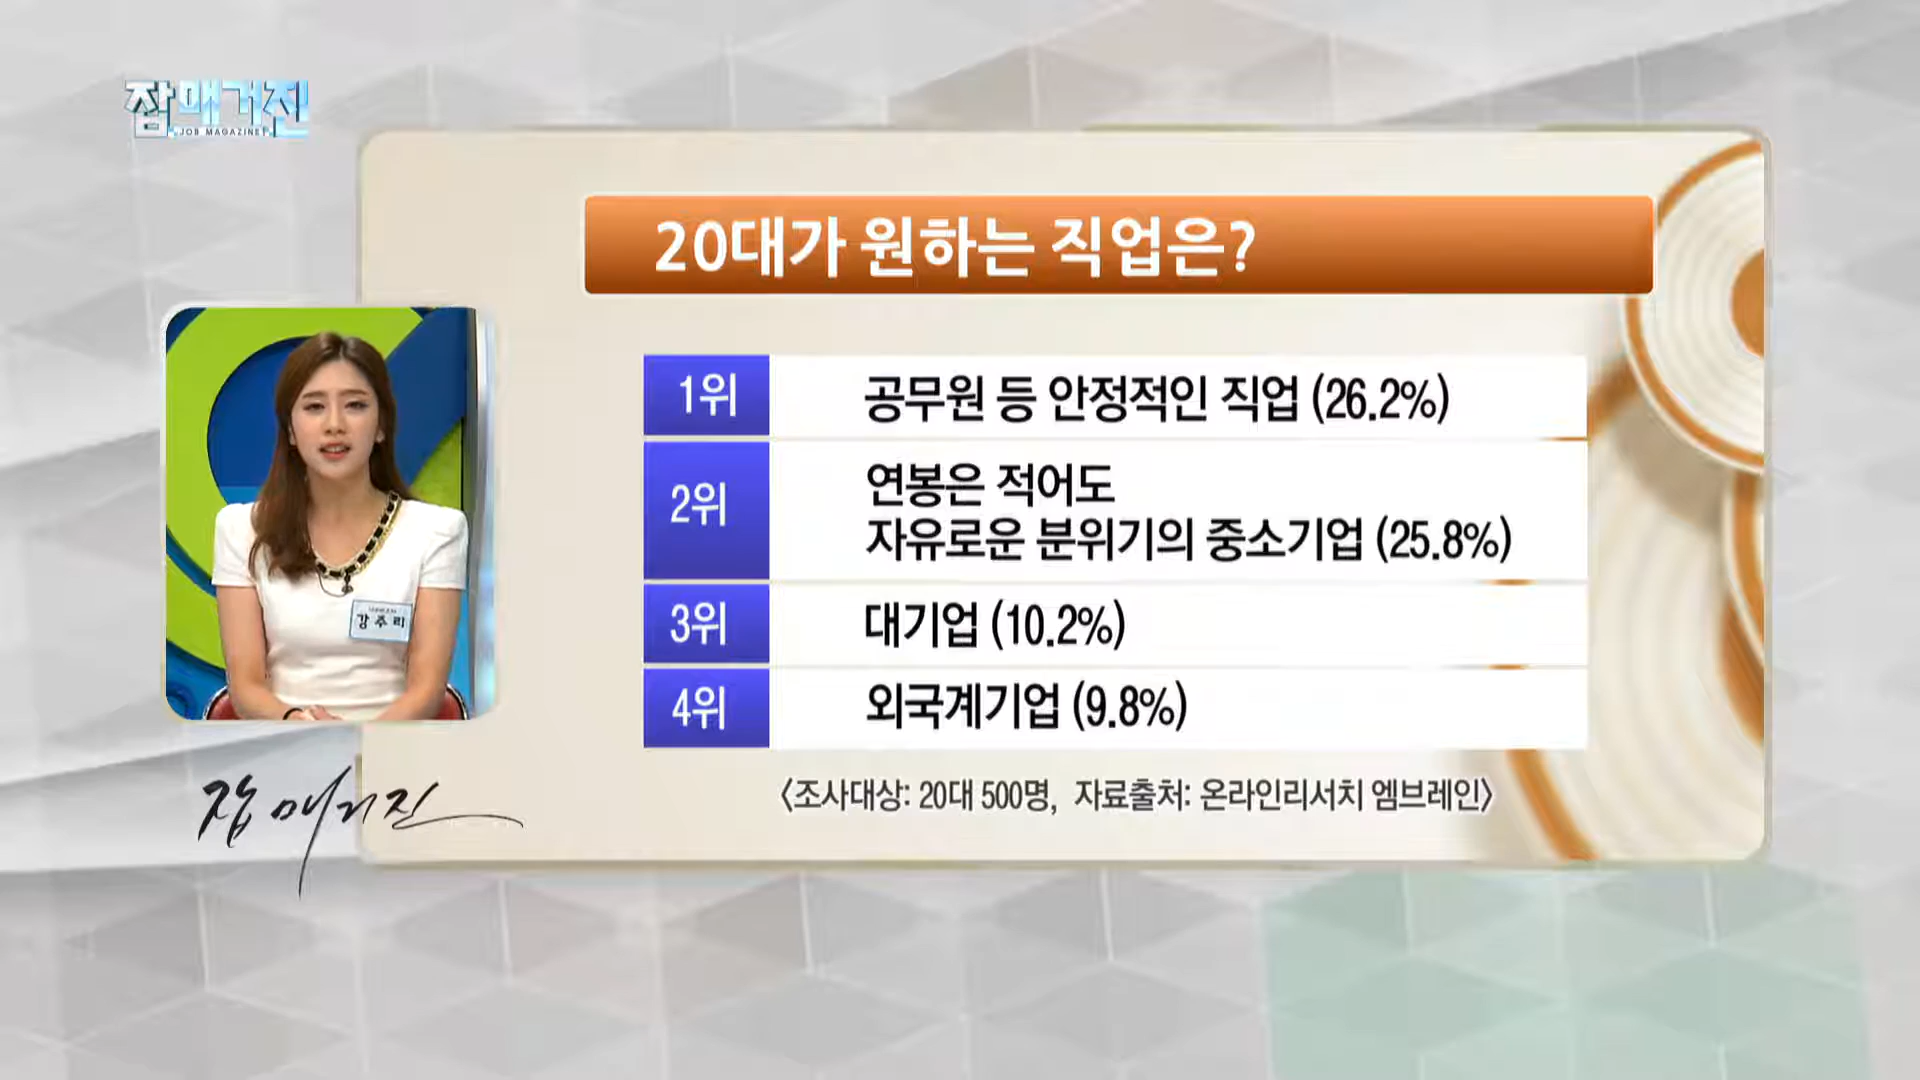 잡매거진
JOB MAGAZINE
20대가 원하는 직업은?
1위 공무원 등 안정적인 직업 (26.2%)
2위 연봉은 적어도
자유로운 분위기의 중소기업 (25.8%)
3위 대기업 (10.2%)
4위 외국계기업 (9.8%)
<조사대상: 20대 500명, 자료출처: 온라인리서치 엠브레인>
강주리
잡매거진